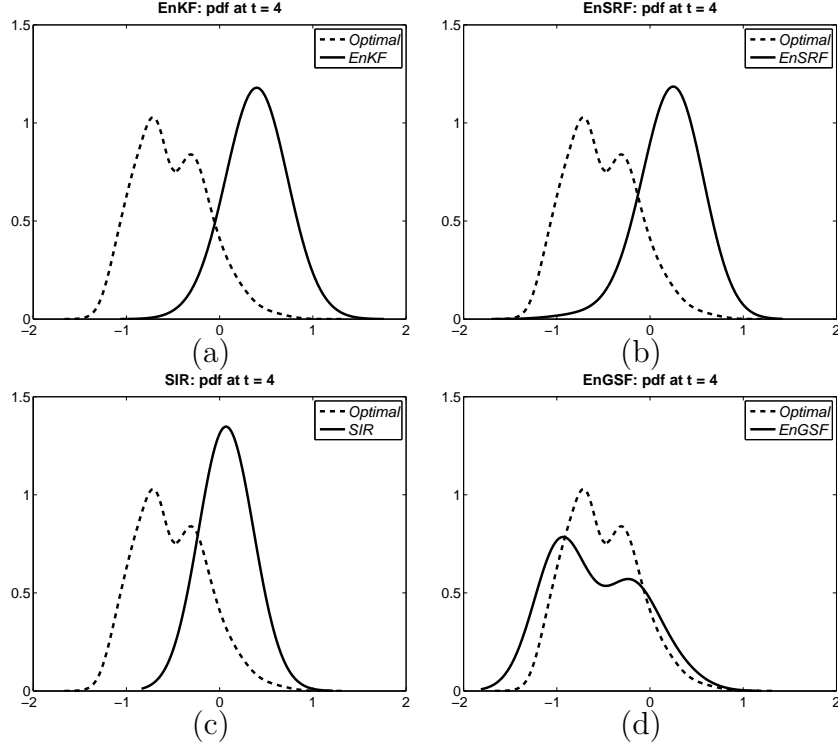 EnKF: pdf at t = 4
1.5
1
0.5
0
−2
−1
0
1
2
Optimal
EnKF
(a)
EnSRF: pdf at t = 4
1.5
1
0.5
0
−2
−1
0
1
2
Optimal
EnSRF
(b)
SIR: pdf at t = 4
1.5
1
0.5
0
−2
−1
0
1
2
Optimal
SIR
(c)
EnGSF: pdf at t = 4
1.5
1
0.5
0
−2
−1
0
1
2
Optimal
EnGSF
(d)